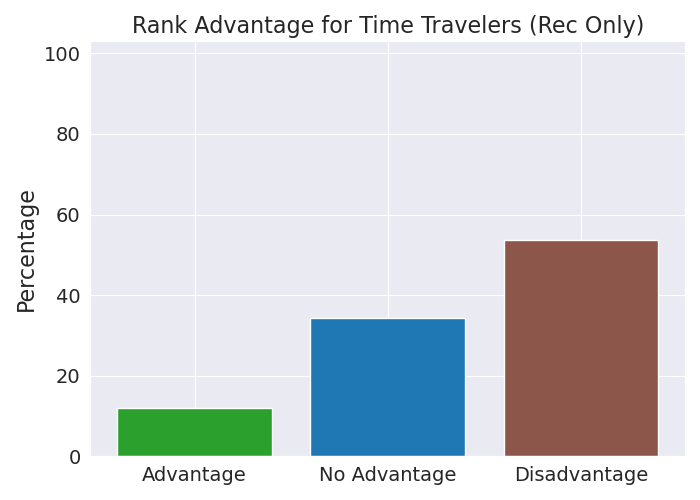 Rank Advantage for Time Travelers (Rec Only)
100
80
60
40
20
0
Percentage
Advantage
No Advantage
Disadvantage